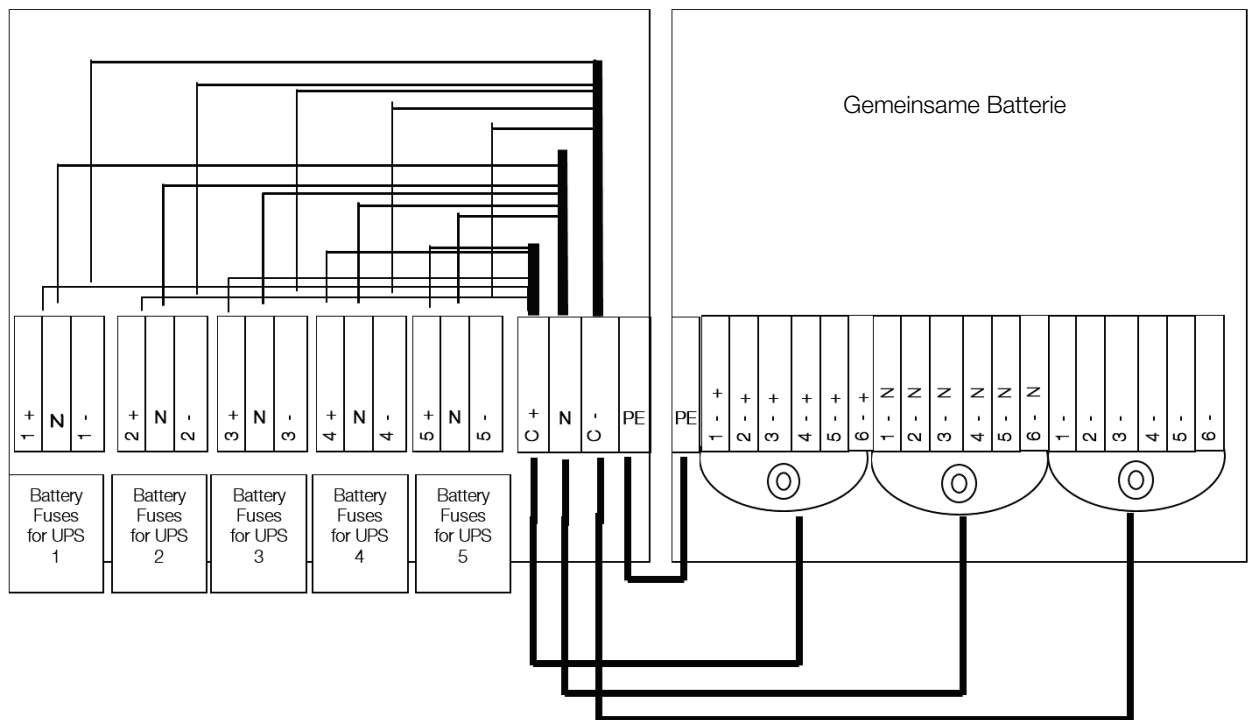 Gemeinsame Batterie
1 +
N
1 -
2 +
N
2 -
3 +
N
3 -
4 +
N
4 -
5 +
N
5 -
C +
N
C -
PE
PE
1 - +
2 - +
3 - +
4 - +
5 - +
6 - +
1 - N
2 - N
3 - N
4 - N
5 - N
6 - N
1 -
2 -
3 -
4 -
5 -
6 -
Battery
Fuses
for UPS
1
Battery
Fuses
for UPS
2
Battery
Fuses
for UPS
3
Battery
Fuses
for UPS
4
Battery
Fuses
for UPS
5